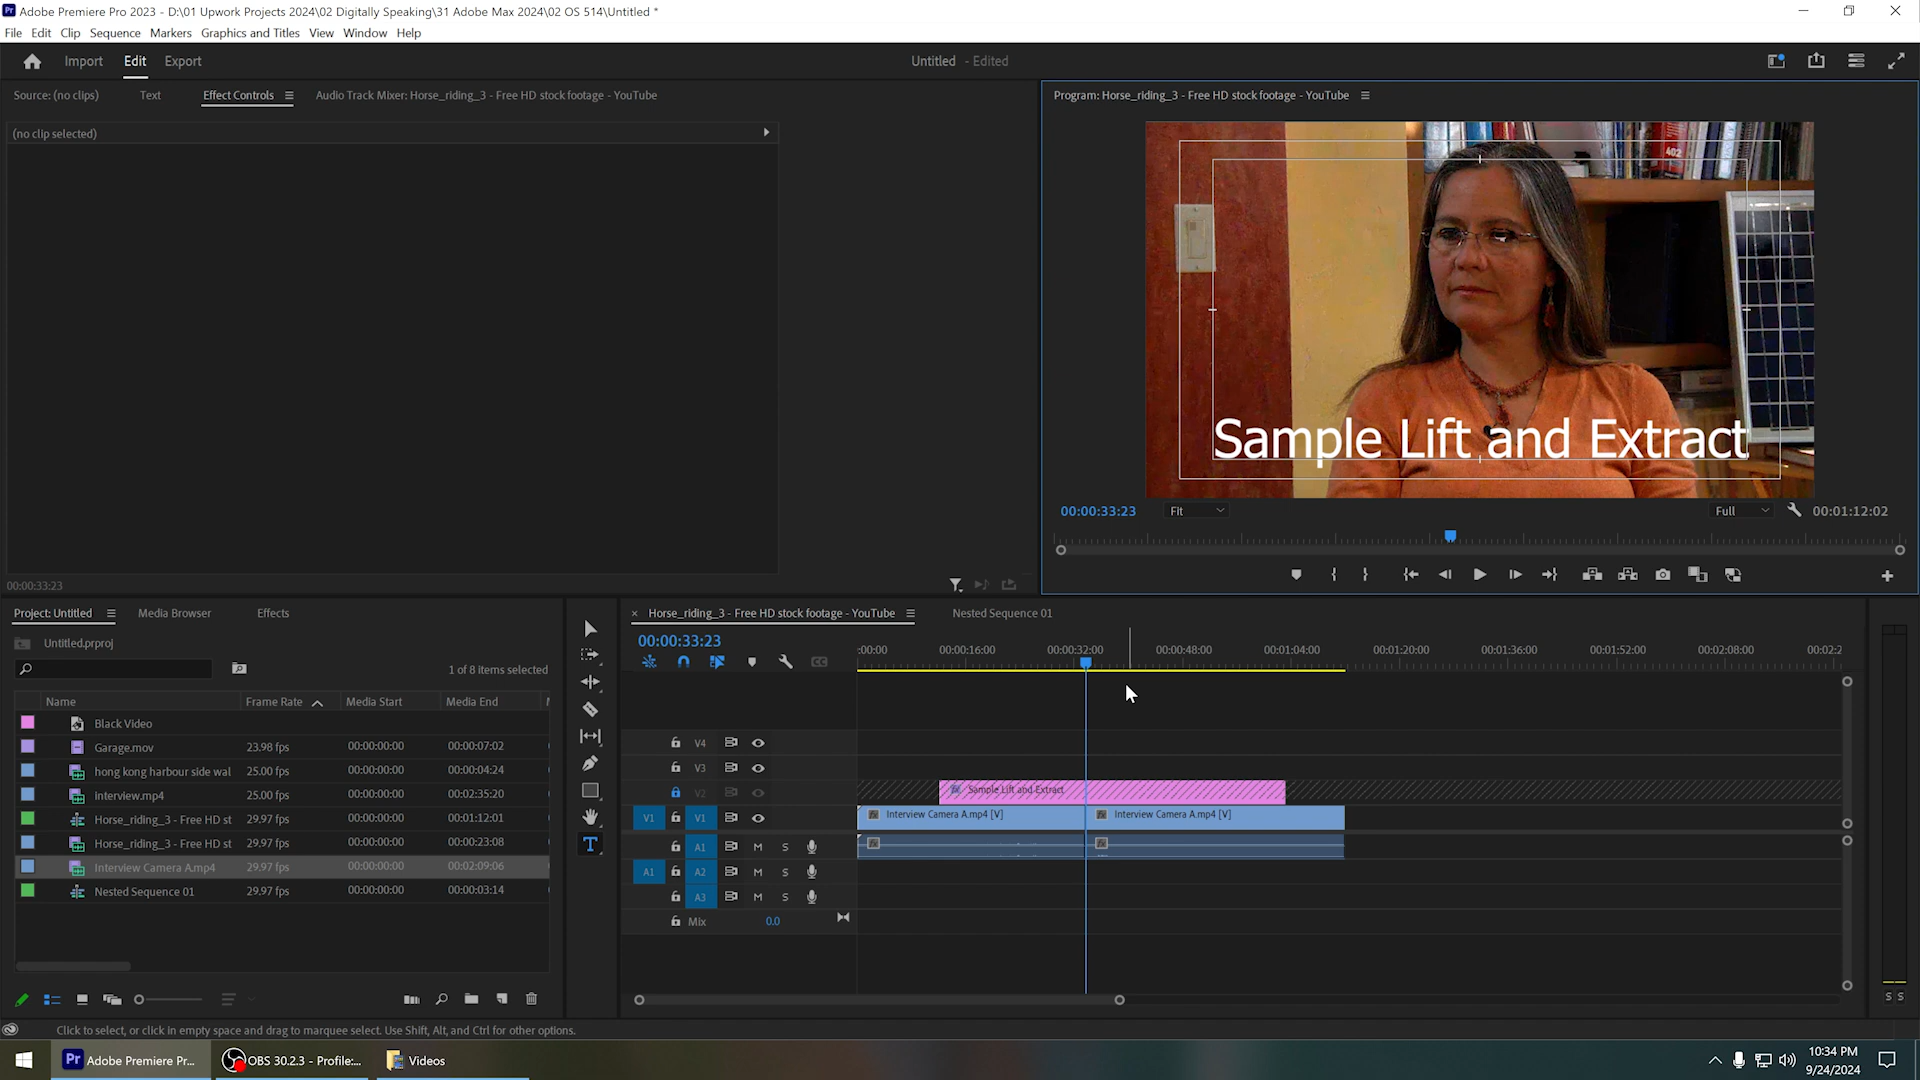 Adobe Premiere Pro 2023 - D:\01 Upwork Projects 2024\02 Digitally Speaking\31 Adobe Max 2024\02 OS 514\Untitled *
File Edit Clip Sequence Markers Graphics and Titles View Window Help
Import Edit Export
Untitled - Edited
Source: (no clips) Text Effect Controls Audio Track Mixer: Horse_riding_3 - Free HD stock footage - YouTube
Program: Horse_riding_3 - Free HD stock footage - YouTube
(no clip selected)
402
Sample Lift and Extract
00:00:33:23 Fit Full 00:01:12:02
00:00:33:23
Project: Untitled Media Browser Effects
Untitled.prproj
1 of 8 items selected
Name Frame Rate Media Start Media End
Black Video
Garage.mov 23.98 fps 00:00:00:00 00:00:07:02
hong kong harbour side wal 25.00 fps 00:00:00:00 00:00:04:24
interview.mp4 25.00 fps 00:00:00:00 00:02:35:20
Horse_riding_3 - Free HD st 29.97 fps 00:00:00:00 00:01:12:01
Horse_riding_3 - Free HD st 29.97 fps 00:00:00:00 00:00:23:08
Interview Camera A.mp4 29.97 fps 00:00:00:00 00:02:09:06
Nested Sequence 01 29.97 fps 00:00:00:00 00:00:03:14
Horse_riding_3 - Free HD stock footage - YouTube Nested Sequence 01
00:00:33:23
:00:00 00:00:16:00 00:00:32:00 00:00:48:00 00:01:04:00 00:01:20:00 00:01:36:00 00:01:52:00 00:02:08:00 00:02:2
V4
V3
V2 Sample Lift and Extract
V1 V1 Interview Camera A.mp4 [V] Interview Camera A.mp4 [V]
A1 M S
A1 A2 M S
A3 M S
Mix 0.0
S S
Click to select, or click in empty space and drag to marquee select. Use Shift, Alt, and Ctrl for other options.
Adobe Premiere Pr... OBS 30.2.3 - Profile:... Videos
10:34 PM
9/24/2024